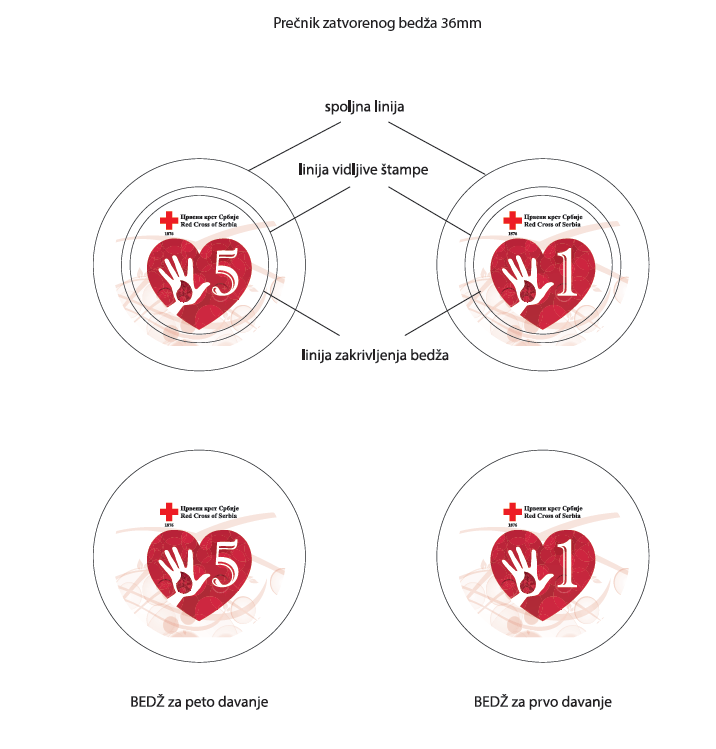 Prečnik zatvorenog bedža 36mm
spoljna linija
linija vidljive štampe
Црвени крст Србије
Red Cross of Serbia
1876
5
Црвени крст Србије
Red Cross of Serbia
1876
1
linija zakrivljenja bedža
Црвени крст Србије
Red Cross of Serbia
1876
5
Црвени крст Србије
Red Cross of Serbia
1876
1
BEDŽ za peto davanje
BEDŽ za prvo davanje